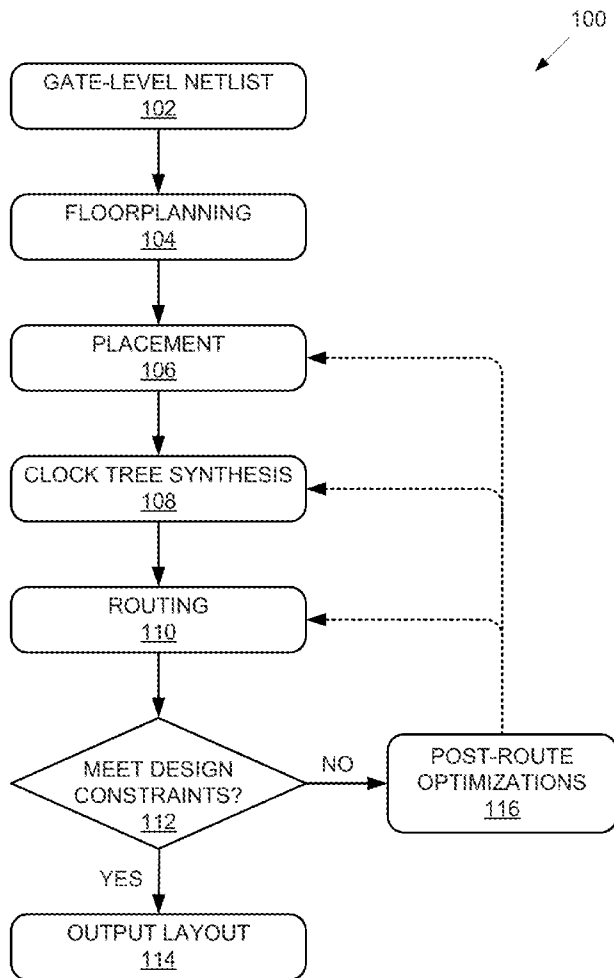 100
GATE-LEVEL NETLIST
102
FLOORPLANNING
104
PLACEMENT
106
CLOCK TREE SYNTHESIS
108
ROUTING
110
MEET DESIGN
CONSTRAINTS?
112
NO
POST-ROUTE
OPTIMIZATIONS
116
YES
OUTPUT LAYOUT
114